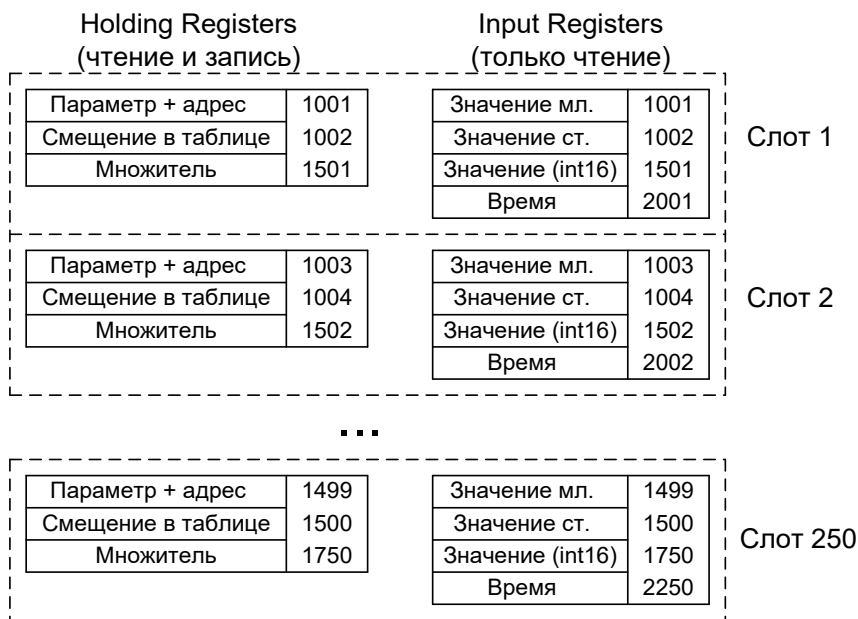 Holding Registers
(чтение и запись)
Input Registers
(только чтение)
Параметр + адрес 1001
Смещение в таблице 1002
Множитель 1501
Значение мл. 1001
Значение ст. 1002
Значение (int16) 1501
Время 2001
Слот 1
Параметр + адрес 1003
Смещение в таблице 1004
Множитель 1502
Значение мл. 1003
Значение ст. 1004
Значение (int16) 1502
Время 2002
Слот 2
...
Параметр + адрес 1499
Смещение в таблице 1500
Множитель 1750
Значение мл. 1499
Значение ст. 1500
Значение (int16) 1750
Время 2250
Слот 250